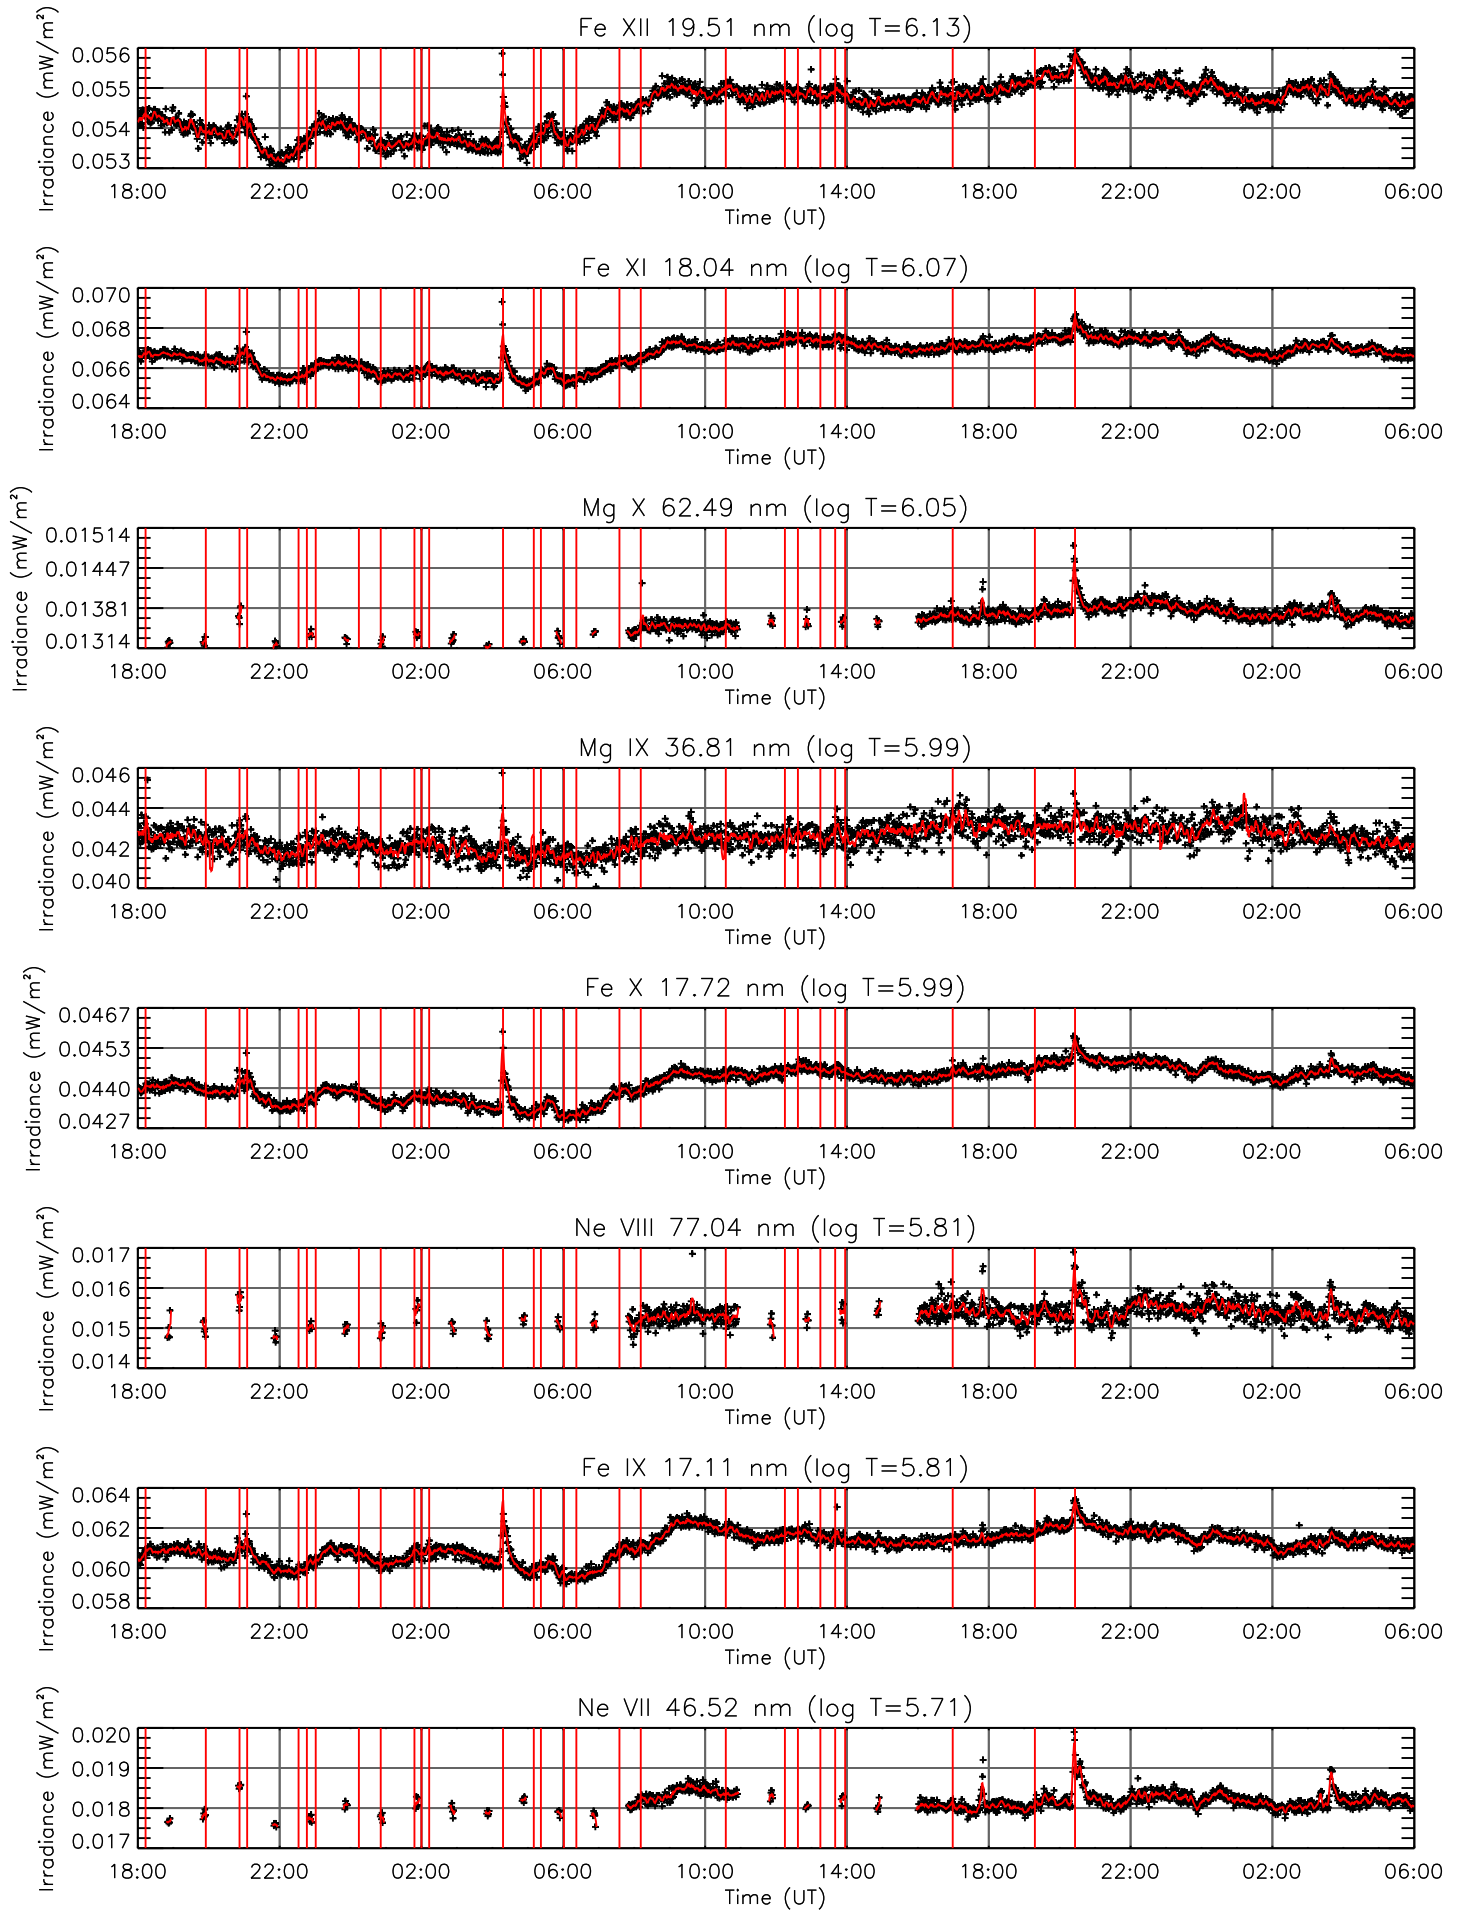 Fe XII 19.51 nm (log T=6.13)
Irradiance (mW/m²)
0.056
0.055
0.054
0.053
18:00 22:00 02:00 06:00 10:00 14:00 18:00 22:00 02:00 06:00
Time (UT)
Fe XI 18.04 nm (log T=6.07)
Irradiance (mW/m²)
0.070
0.068
0.066
0.064
18:00 22:00 02:00 06:00 10:00 14:00 18:00 22:00 02:00 06:00
Time (UT)
Mg X 62.49 nm (log T=6.05)
Irradiance (mW/m²)
0.01514
0.01447
0.01381
0.01314
18:00 22:00 02:00 06:00 10:00 14:00 18:00 22:00 02:00 06:00
Time (UT)
Mg IX 36.81 nm (log T=5.99)
Irradiance (mW/m²)
0.046
0.044
0.042
0.040
18:00 22:00 02:00 06:00 10:00 14:00 18:00 22:00 02:00 06:00
Time (UT)
Fe X 17.72 nm (log T=5.99)
Irradiance (mW/m²)
0.0467
0.0453
0.0440
0.0427
18:00 22:00 02:00 06:00 10:00 14:00 18:00 22:00 02:00 06:00
Time (UT)
Ne VIII 77.04 nm (log T=5.81)
Irradiance (mW/m²)
0.017
0.016
0.015
0.014
18:00 22:00 02:00 06:00 10:00 14:00 18:00 22:00 02:00 06:00
Time (UT)
Fe IX 17.11 nm (log T=5.81)
Irradiance (mW/m²)
0.064
0.062
0.060
0.058
18:00 22:00 02:00 06:00 10:00 14:00 18:00 22:00 02:00 06:00
Time (UT)
Ne VII 46.52 nm (log T=5.71)
Irradiance (mW/m²)
0.020
0.019
0.018
0.017
18:00 22:00 02:00 06:00 10:00 14:00 18:00 22:00 02:00 06:00
Time (UT)